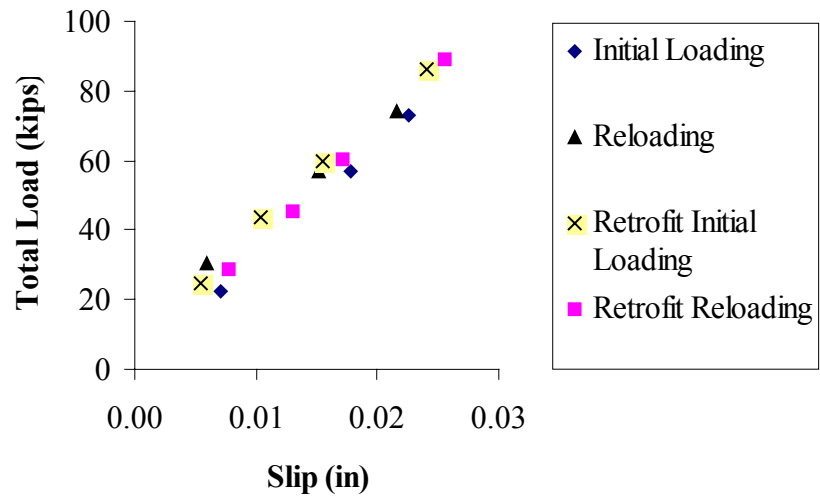 100
80
60
40
20
0
Total Load (kips)
0.00 0.01 0.02 0.03
Slip (in)
Initial Loading
Reloading
Retrofit Initial
Loading
Retrofit Reloading